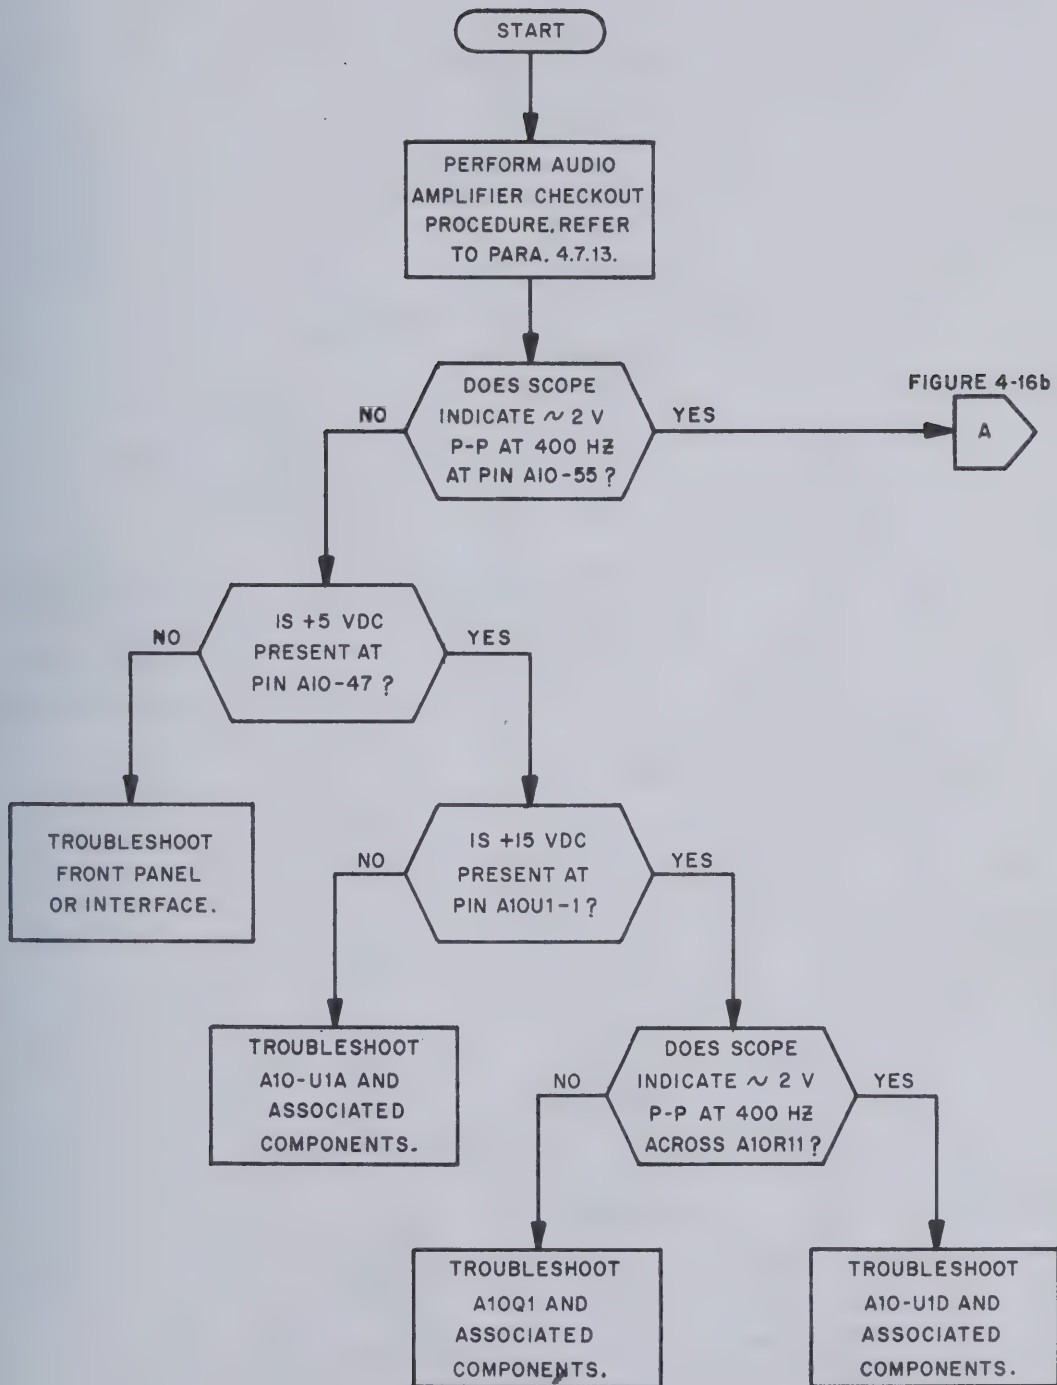 START
PERFORM AUDIO
AMPLIFIER CHECKOUT
PROCEDURE. REFER
TO PARA. 4.7.13.
DOES SCOPE
INDICATE ~ 2 V
P-P AT 400 HZ
AT PIN A10-55 ?
NO
YES
FIGURE 4-16b
A
IS +5 VDC
PRESENT AT
PIN A10-47 ?
NO
YES
TROUBLESHOOT
FRONT PANEL
OR INTERFACE.
IS +15 VDC
PRESENT AT
PIN A10U1-1 ?
NO
YES
TROUBLESHOOT
A10-U1A AND
ASSOCIATED
COMPONENTS.
DOES SCOPE
INDICATE ~ 2 V
P-P AT 400 HZ
ACROSS A10R11 ?
NO
YES
TROUBLESHOOT
A10Q1 AND
ASSOCIATED
COMPONENTS.
TROUBLESHOOT
A10-U1D AND
ASSOCIATED
COMPONENTS.